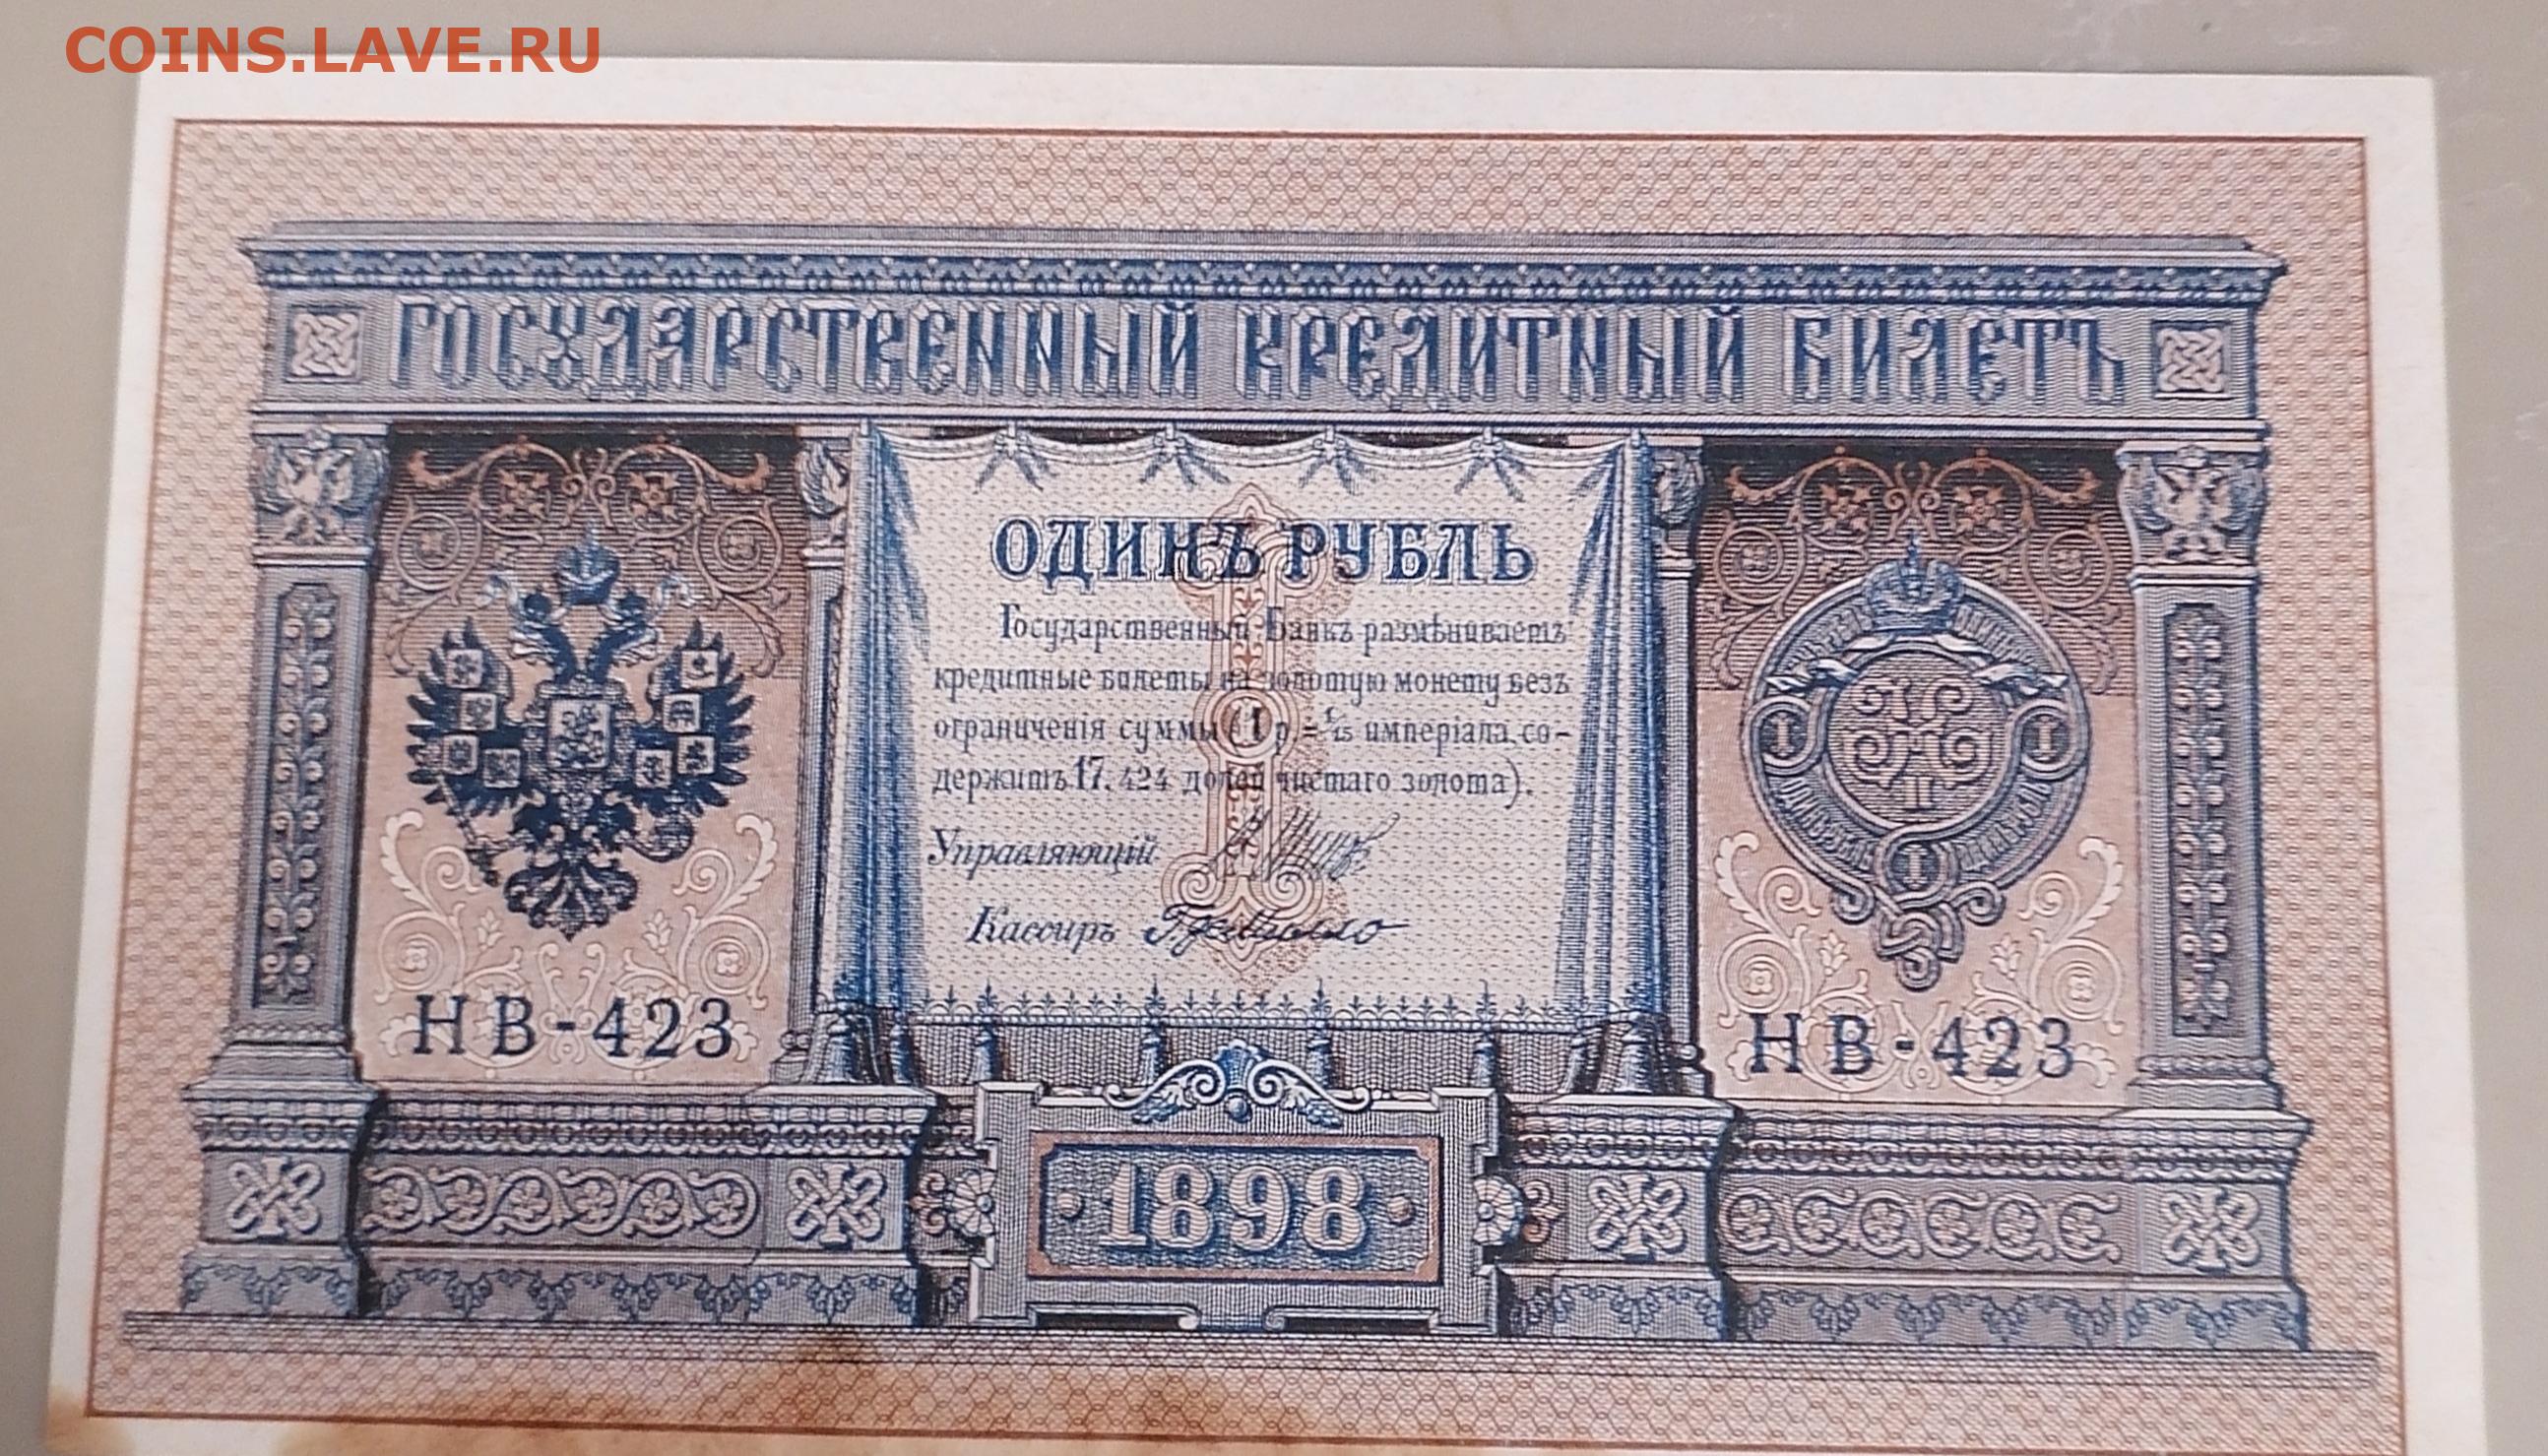 COINS.LAVE.RU
ГОСУДАРСТВЕННЫЙ КРЕДИТНЫЙ БИЛЕТЪ
ОДИНЪ РУБЛЬ
Государственный Банкъ размѣниваетъ
кредитные билеты на золотую монету безъ
ограниченія суммы (1 р. = 1/15 имперіала, со-
держитъ 17,424 долей чистаго золота).
Управляющій
Кассиръ
НВ-423 НВ-423
1898